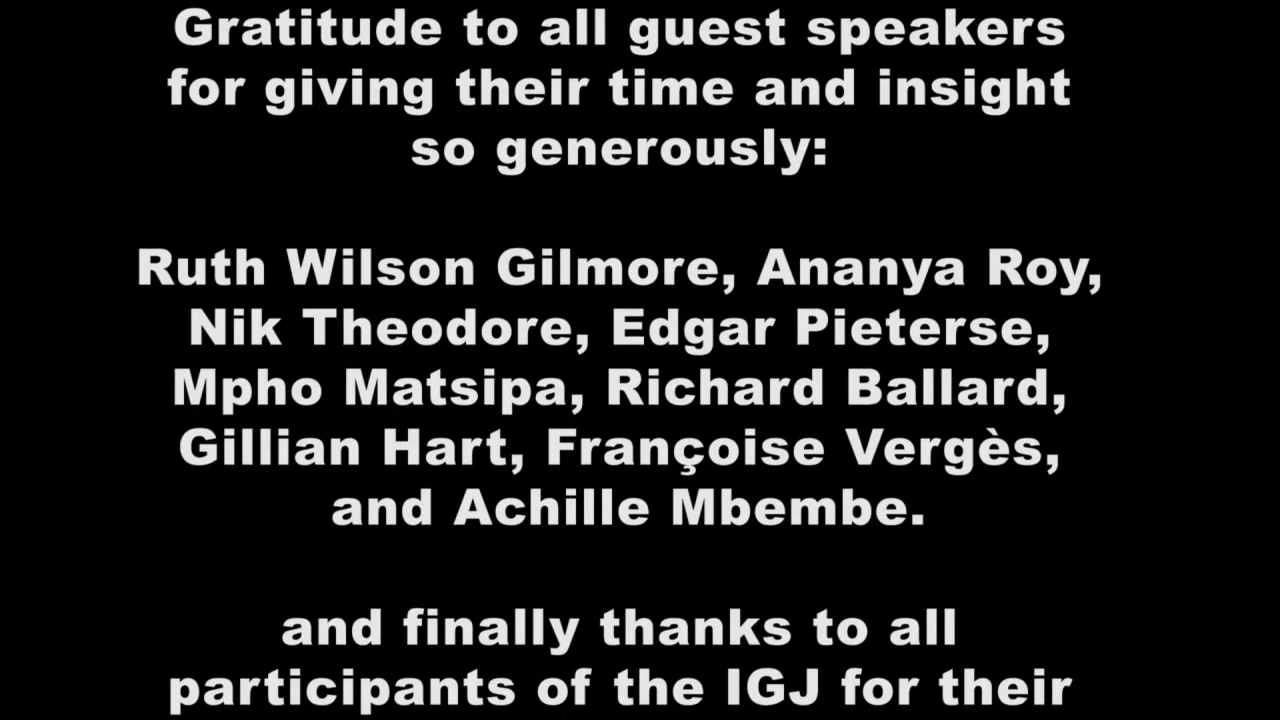 Gratitude to all guest speakers
for giving their time and insight
so generously:
Ruth Wilson Gilmore, Ananya Roy,
Nik Theodore, Edgar Pieterse,
Mpho Matsipa, Richard Ballard,
Gillian Hart, Françoise Vergès,
and Achille Mbembe.
and finally thanks to all
participants of the IGJ for their